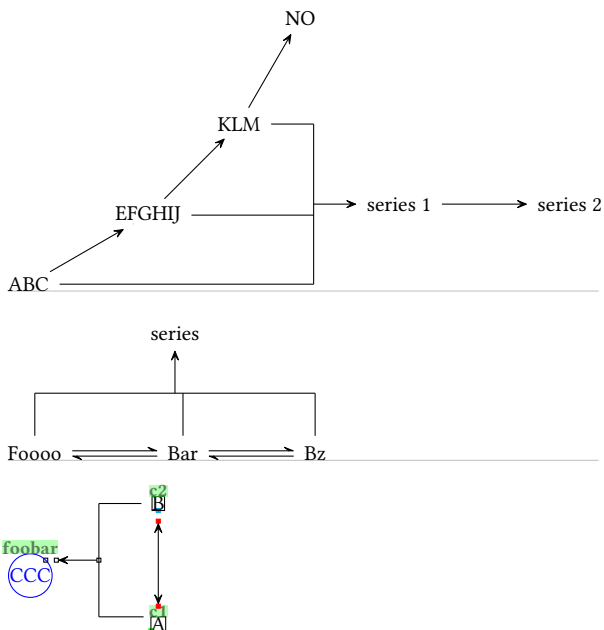 NO
KLM
EFGHIJ
series 1
series 2
ABC
series
Foooo
Bar
Bz
c2
B
foobar
CCC
c1
A